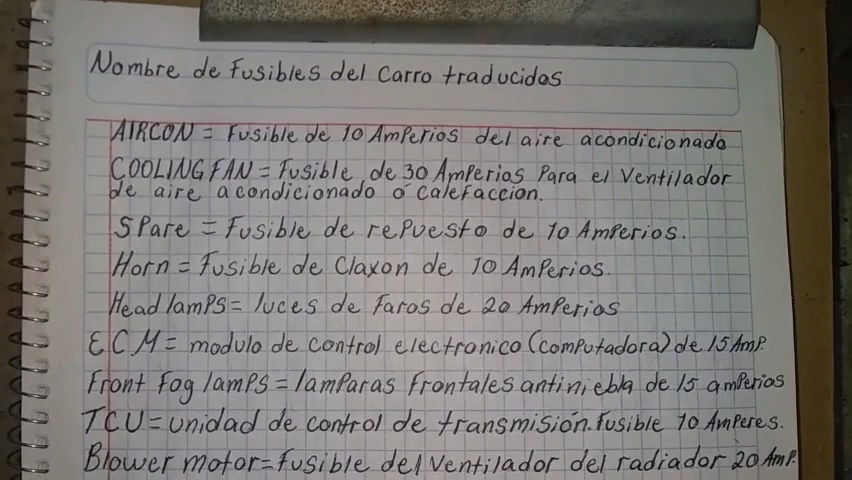 Nombre de Fusibles del Carro traducidos
AIRCON = Fusible de 10 Amperios del aire acondicionado
COOLING FAN = Fusible de 30 Amperios Para el Ventilador
de aire acondicionado ó calefaccion.
SPare = Fusible de repuesto de 10 Amperios.
Horn = Fusible de Claxon de 10 Amperios.
Head lamps = luces de Faros de 20 Amperios
ECM = modulo de control electronico (computadora) de 15 Amp.
Front Fog lamps = lamparas Frontales antiniebla de 15 amperios
TCU = unidad de control de transmisión. Fusible 10 Amperes.
Blower motor = Fusible del Ventilador del radiador 20 Amp.